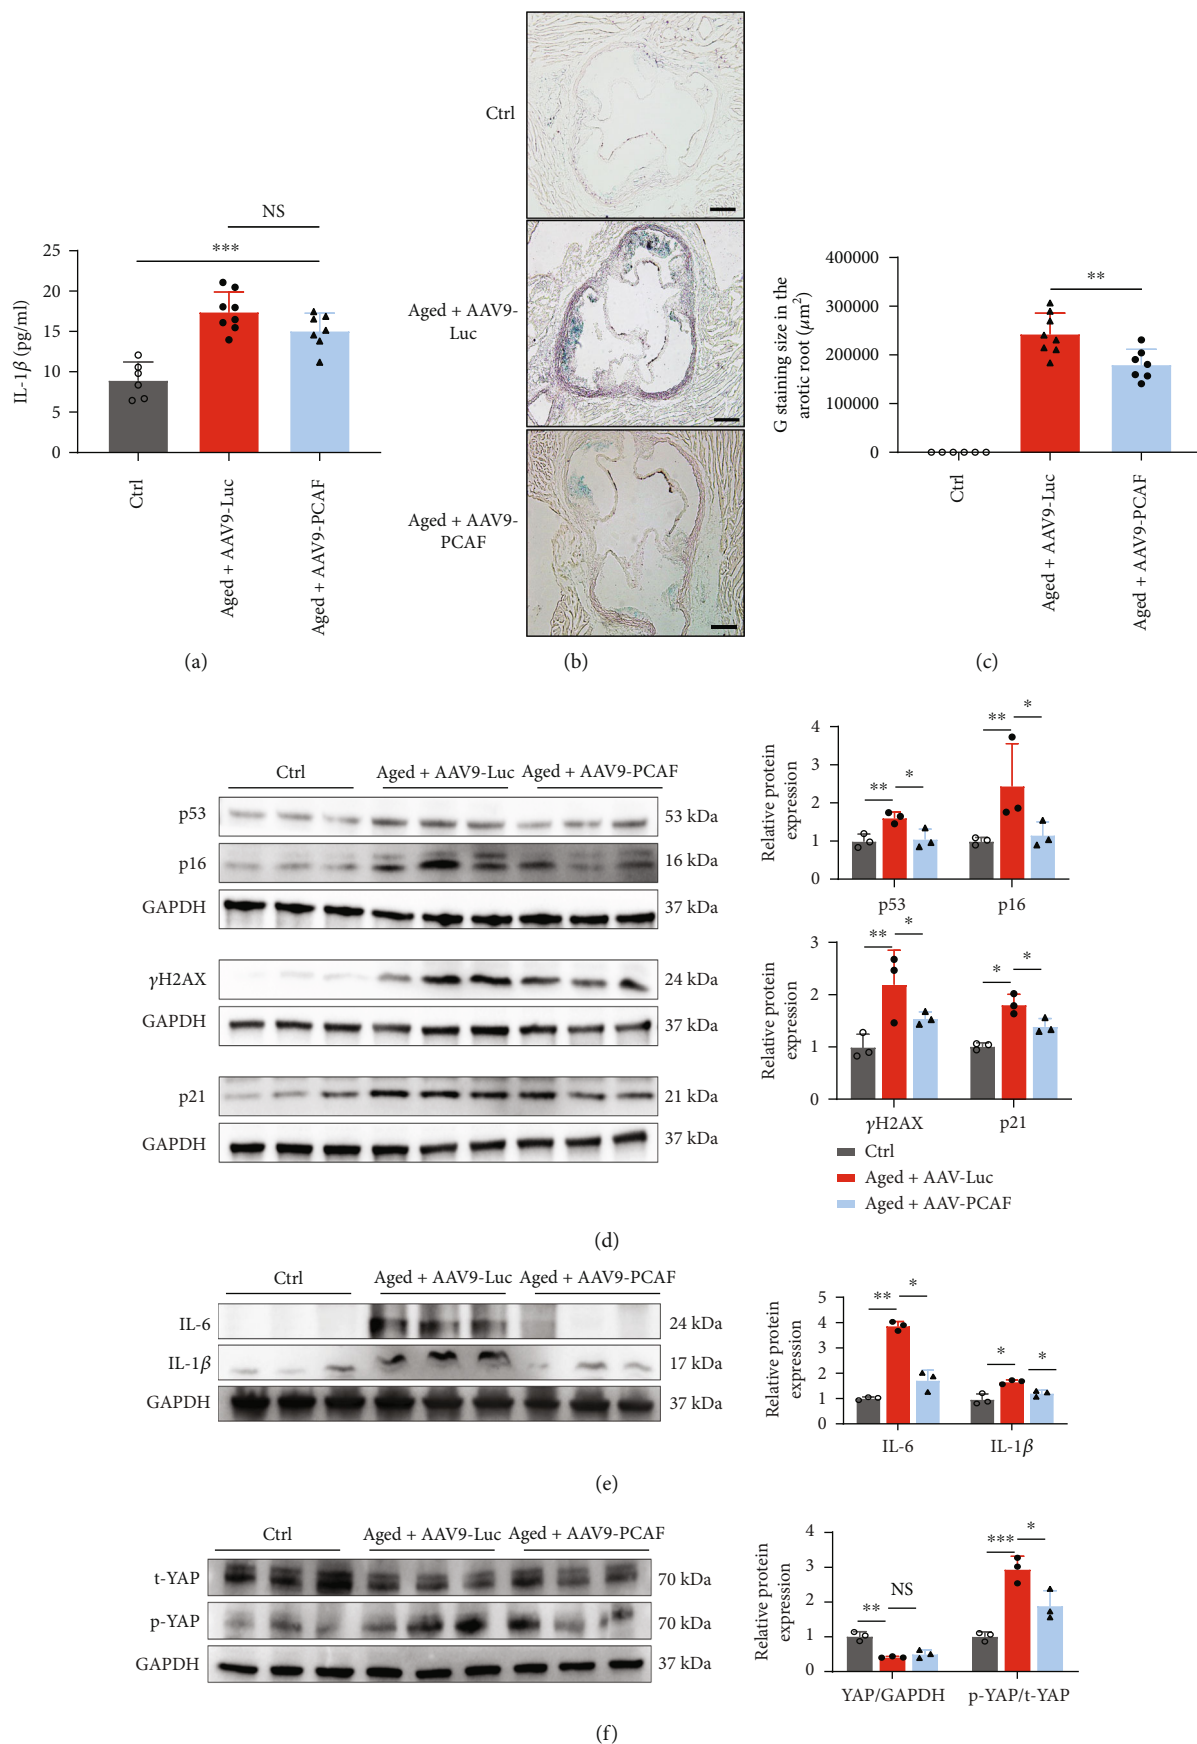 NS
***
IL-1β (pg/ml)
25
20
15
10
5
0
Ctrl
Aged + AAV9-Luc
Aged + AAV9-PCAF
(a)
Ctrl
Aged + AAV9-
Luc
Aged + AAV9-
PCAF
(b)
**
G staining size in the
arotic root (μm²)
400000
300000
200000
100000
0
Ctrl
Aged + AAV9-Luc
Aged + AAV9-PCAF
(c)
Ctrl
Aged + AAV9-Luc
Aged + AAV9-PCAF
p53
53 kDa
p16
16 kDa
GAPDH
37 kDa
γH2AX
24 kDa
GAPDH
37 kDa
p21
21 kDa
GAPDH
37 kDa
Relative protein
expression
4
3
2
1
0
** *
** *
p53
p16
Relative protein
expression
3
2
1
0
** *
* *
γH2AX
p21
Ctrl
Aged + AAV-Luc
Aged + AAV-PCAF
(d)
Ctrl
Aged + AAV9-Luc
Aged + AAV9-PCAF
IL-6
24 kDa
IL-1β
17 kDa
GAPDH
37 kDa
Relative protein
expression
5
4
3
2
1
0
** *
* *
IL-6
IL-1β
(e)
Ctrl
Aged + AAV9-Luc
Aged + AAV9-PCAF
t-YAP
70 kDa
p-YAP
70 kDa
GAPDH
37 kDa
Relative protein
expression
4
3
2
1
0
** NS
*** *
YAP/GAPDH
p-YAP/t-YAP
(f)